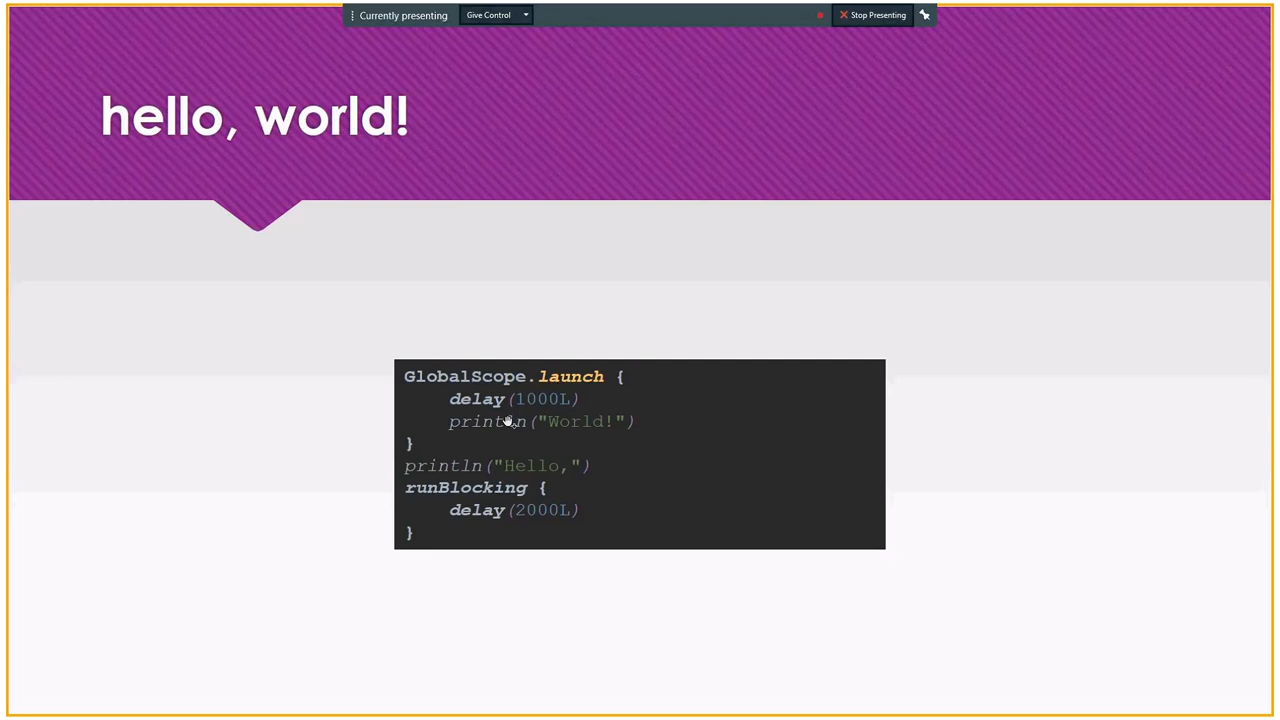 Currently presenting Give Control Stop Presenting
hello, world!
GlobalScope.launch {
delay(1000L)
println("World!")
}
println("Hello,")
runBlocking {
delay(2000L)
}